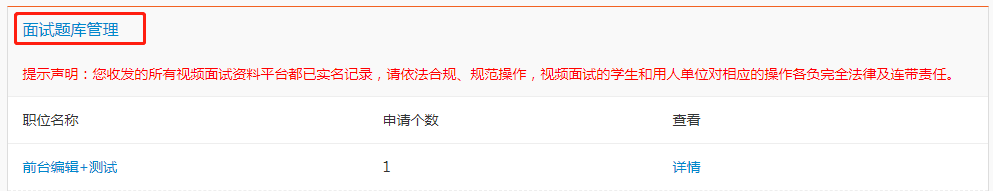 面试题库管理
提示声明：您收发的所有视频面试资料平台都已实名记录，请依法合规、规范操作，视频面试的学生和用人单位对相应的操作各负完全法律及连带责任。
职位名称 申请个数 查看
前台编辑+测试 1 详情